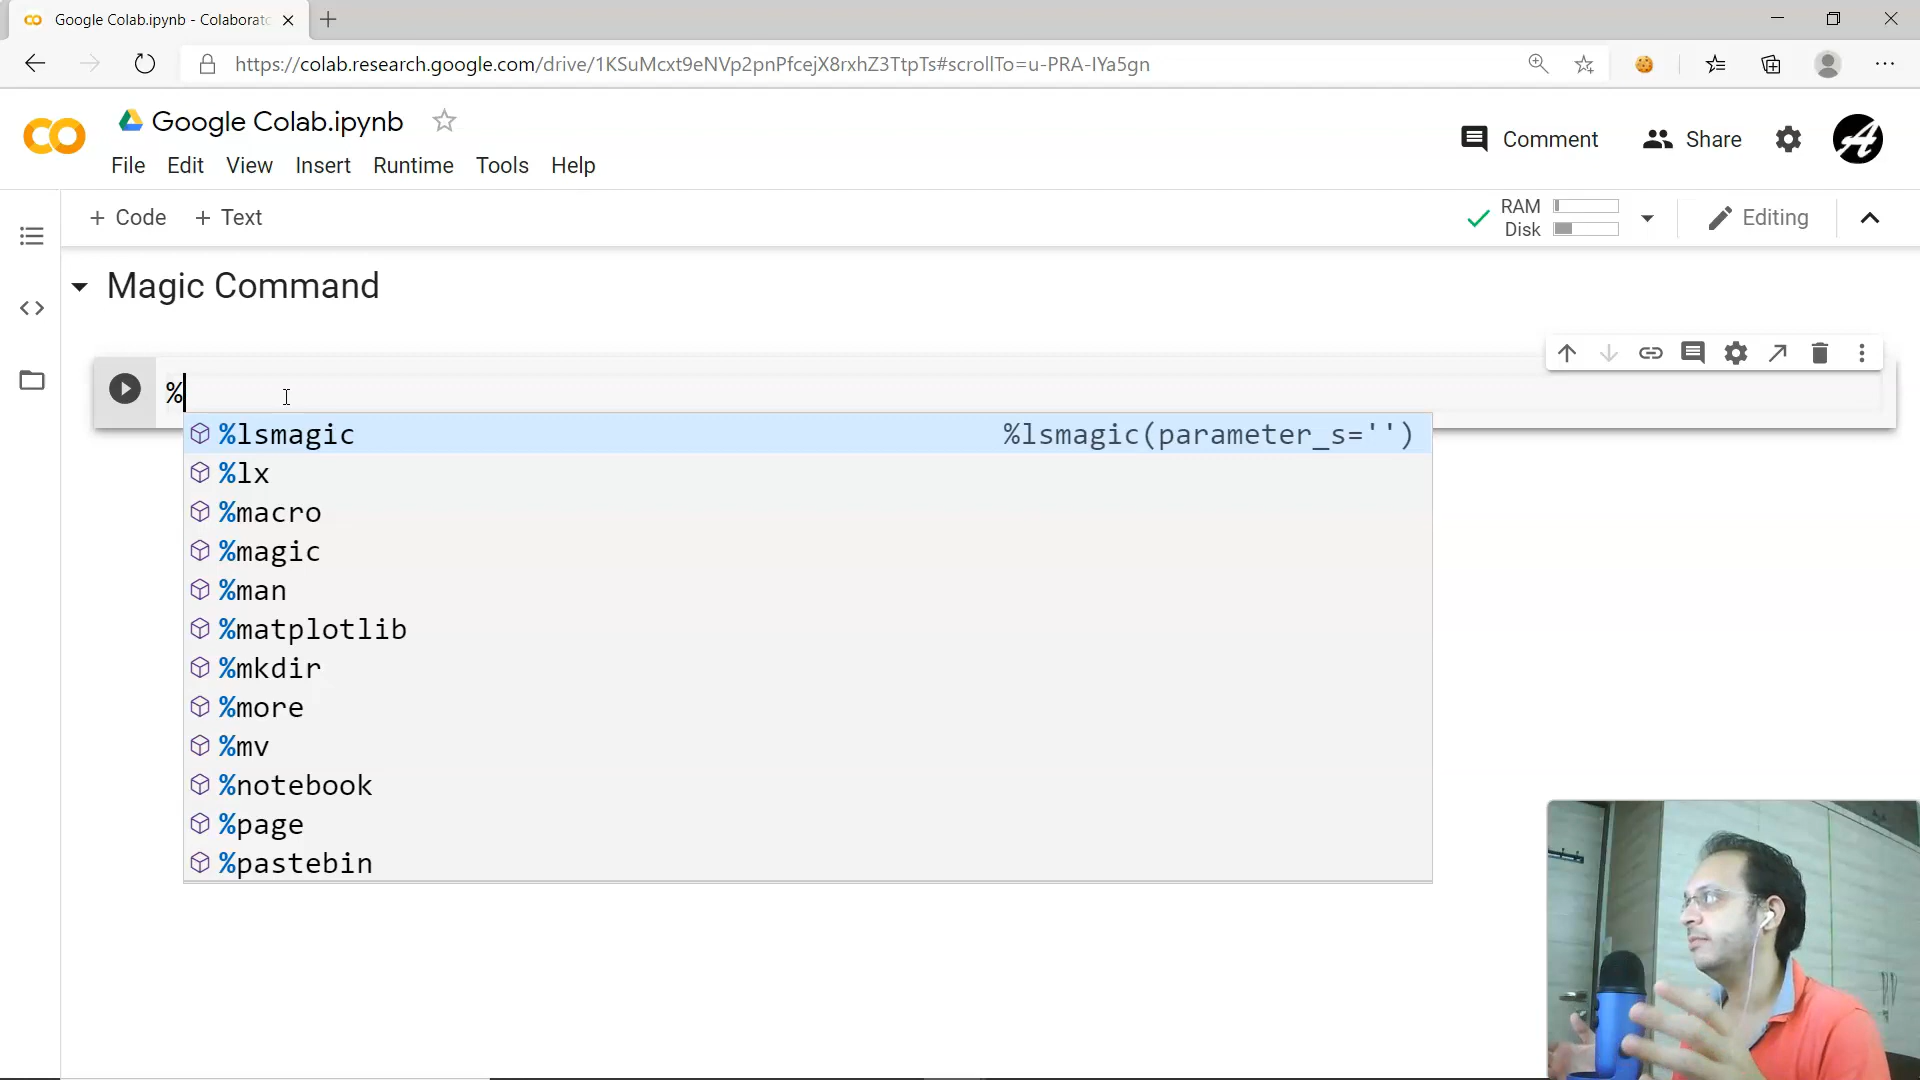 Google Colab.ipynb - Colaborato
https://colab.research.google.com/drive/1KSuMcxt9eNVp2pnPfcejX8rxhZ3TtpTs#scrollTo=u-PRA-IYa5gn
Google Colab.ipynb
File Edit View Insert Runtime Tools Help
Comment
Share
+ Code + Text
RAM
Disk
Editing
Magic Command
%
%lsmagic %lsmagic(parameter_s='')
%lx
%macro
%magic
%man
%matplotlib
%mkdir
%more
%mv
%notebook
%page
%pastebin